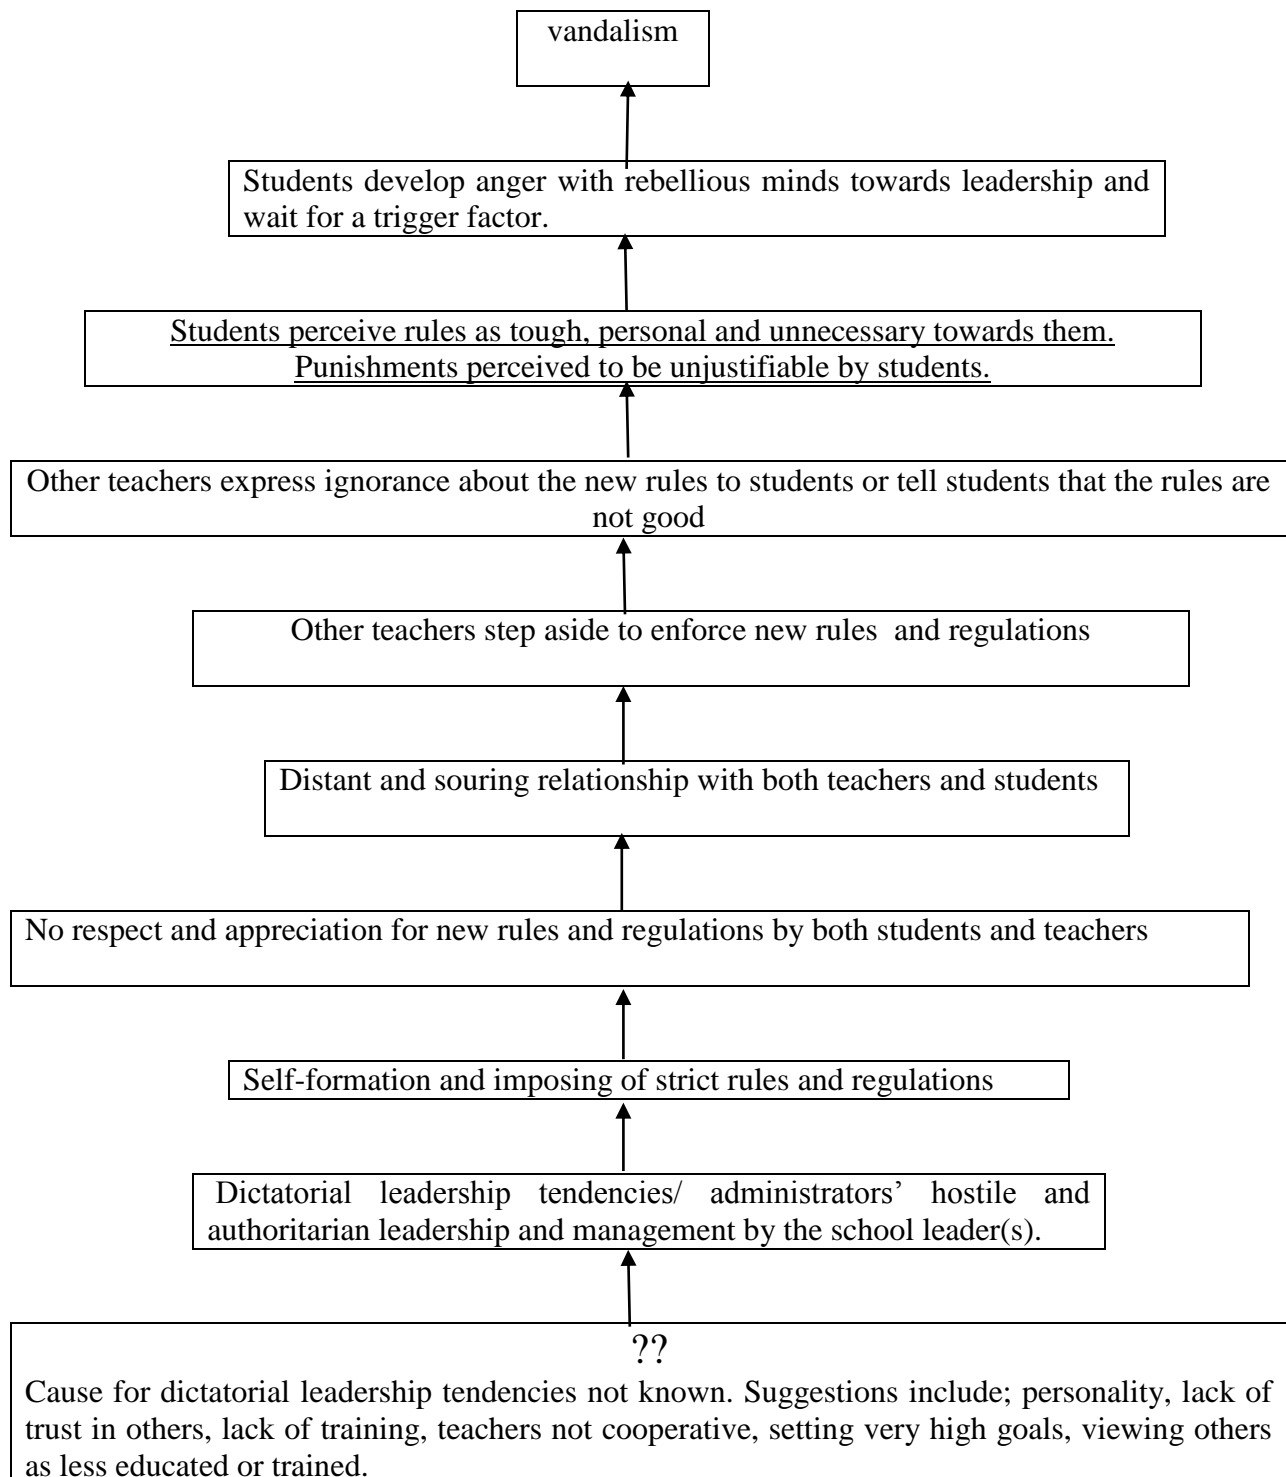 vandalism
Students develop anger with rebellious minds towards leadership and
wait for a trigger factor.
Students perceive rules as tough, personal and unnecessary towards them.
Punishments perceived to be unjustifiable by students.
Other teachers express ignorance about the new rules to students or tell students that the rules are
not good
Other teachers step aside to enforce new rules  and regulations
Distant and souring relationship with both teachers and students
No respect and appreciation for new rules and regulations by both students and teachers
Self-formation and imposing of strict rules and regulations
Dictatorial leadership tendencies/ administrators’ hostile and
authoritarian leadership and management by the school leader(s).
??
Cause for dictatorial leadership tendencies not known. Suggestions include; personality, lack of
trust in others, lack of training, teachers not cooperative, setting very high goals, viewing others
as less educated or trained.